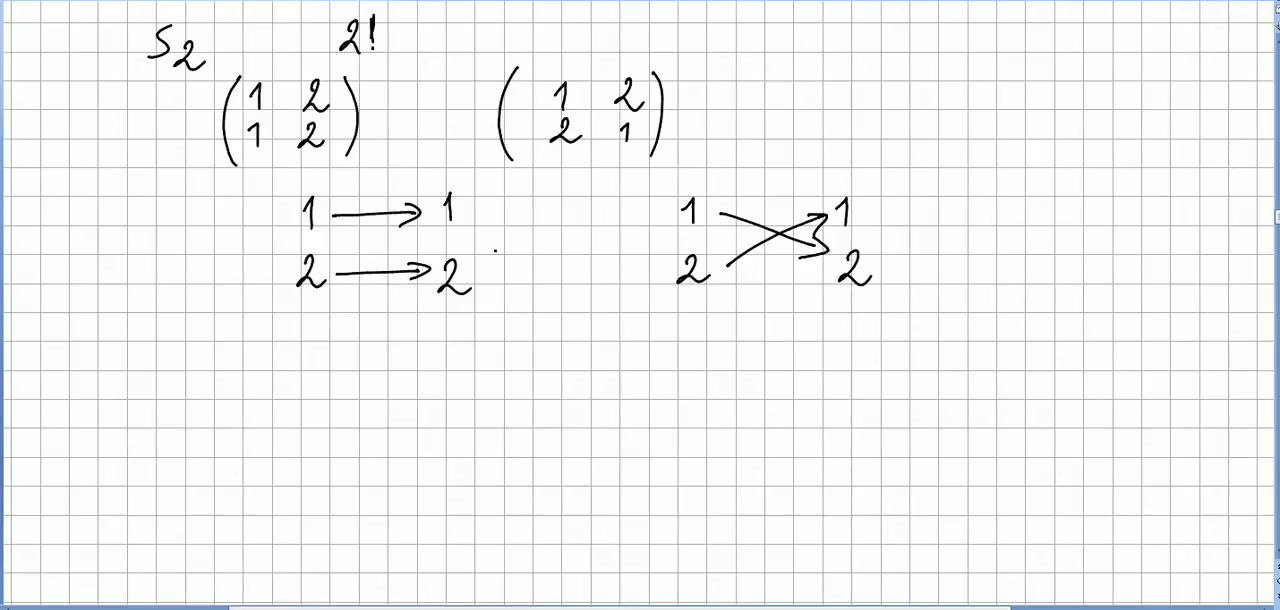 S₂ 2!
(1 2) (1 2)
(1 2) (2 1)
1 → 1 1 1
2 → 2 2 2